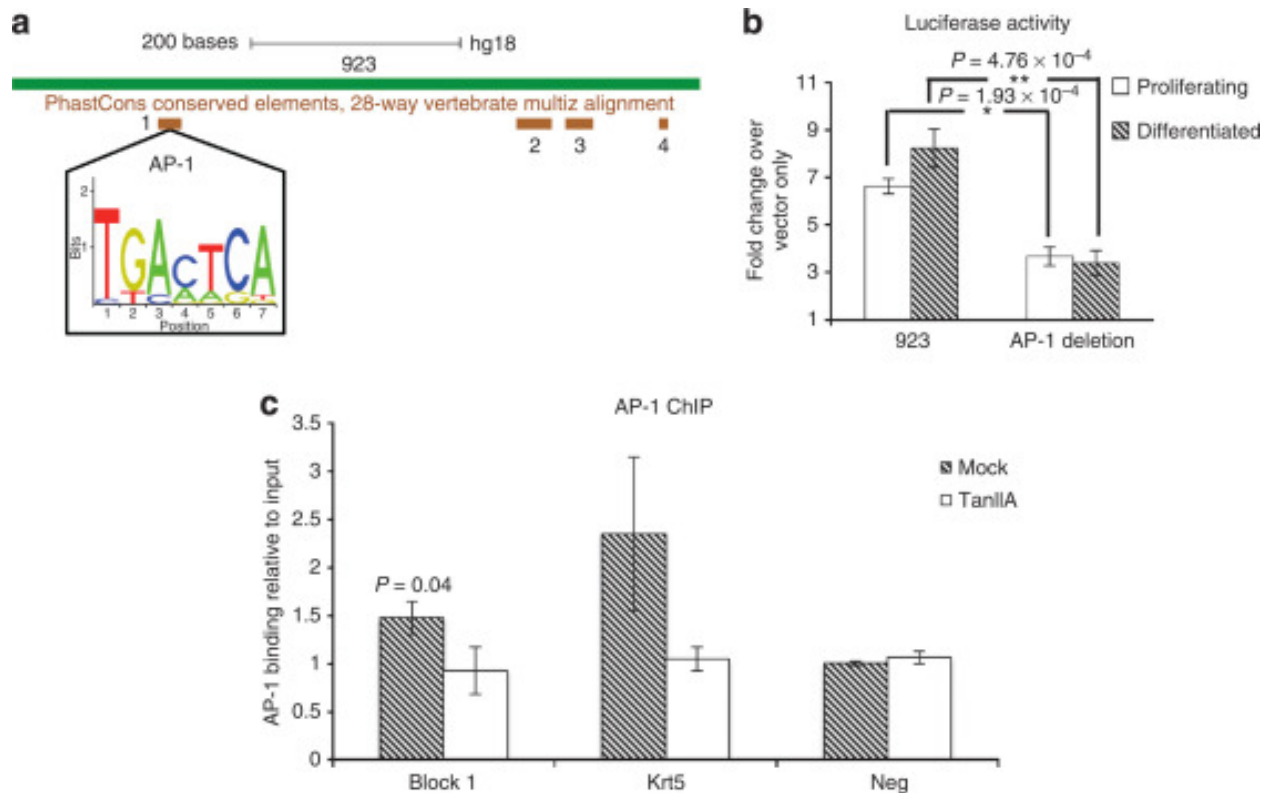 a
200 bases
hg18
923
PhastCons conserved elements, 28-way vertebrate multiz alignment
1
2
3
4
AP-1
2
1
Bits
TGACTCA
1 2 3 4 5 6 7
Position
b
Luciferase activity
P = 4.76 × 10–4
**
P = 1.93 × 10–4
*
Proliferating
Differentiated
Fold change over
vector only
11
9
7
5
3
1
923
AP-1 deletion
c
AP-1 ChIP
AP-1 binding relative to input
3.5
3
2.5
2
1.5
1
0.5
0
P = 0.04
Mock
TanIIA
Block 1
Krt5
Neg